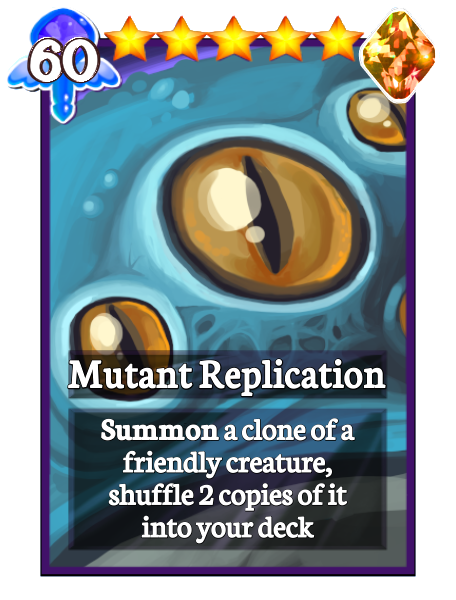 60
Mutant Replication
Summon a clone of a
friendly creature,
shuffle 2 copies of it
into your deck